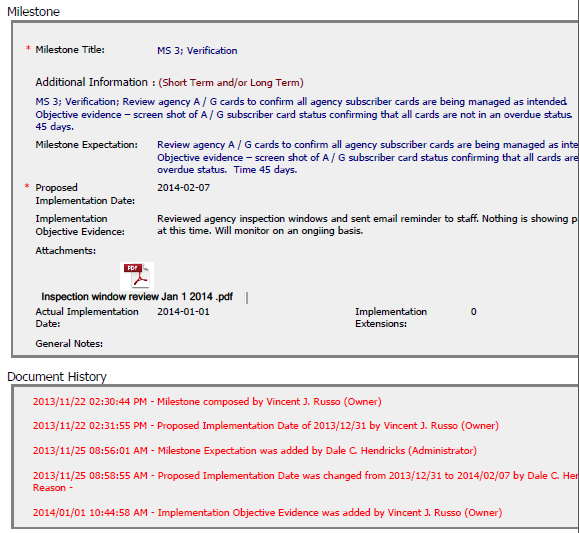 Milestone
* Milestone Title: MS 3; Verification
Additional Information : (Short Term and/or Long Term)
MS 3; Verification; Review agency A / G cards to confirm all agency subscriber cards are being managed as intended.
Objective evidence – screen shot of A / G subscriber card status confirming that all cards are not in an overdue status.
45 days.
Milestone Expectation: Review agency A / G cards to confirm all agency subscriber cards are being managed as inte
Objective evidence – screen shot of A / G subscriber card status confirming that all cards are
overdue status. Time 45 days.
* Proposed 2014-02-07
Implementation Date:
Implementation Reviewed agency inspection windows and sent email reminder to staff. Nothing is showing p
Objective Evidence: at this time. Will monitor on an ongiing basis.
Attachments:
PDF
Inspection window review Jan 1 2014 .pdf
Actual Implementation 2014-01-01 Implementation 0
Date: Extensions:
General Notes:
Document History
2013/11/22 02:30:44 PM - Milestone composed by Vincent J. Russo (Owner)
2013/11/22 02:31:55 PM - Proposed Implementation Date of 2013/12/31 by Vincent J. Russo (Owner)
2013/11/25 08:56:01 AM - Milestone Expectation was added by Dale C. Hendricks (Administrator)
2013/11/25 08:58:55 AM - Proposed Implementation Date was changed from 2013/12/31 to 2014/02/07 by Dale C. Her
Reason -
2014/01/01 10:44:58 AM - Implementation Objective Evidence was added by Vincent J. Russo (Owner)